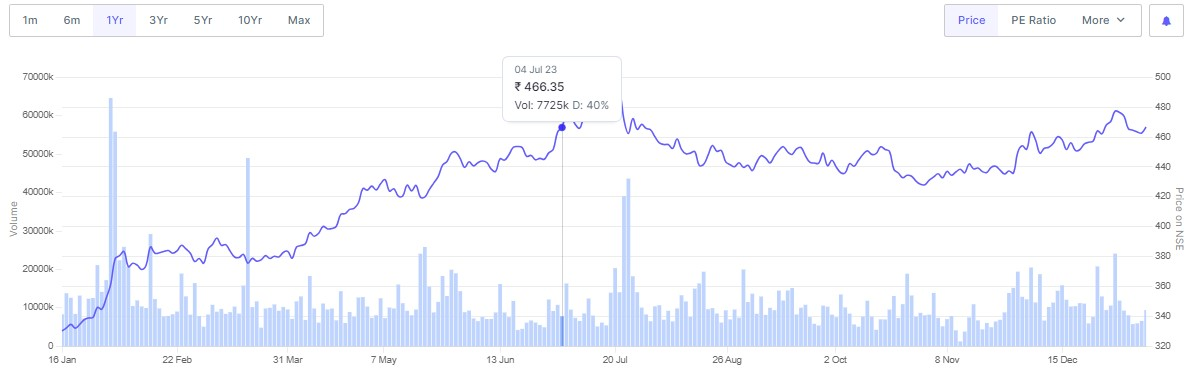 1m 6m 1Yr 3Yr 5Yr 10Yr Max Price PE Ratio More
04 Jul 23
₹ 466.35
Vol: 7725k D: 40%
70000k 500
60000k 480
50000k 460
40000k 440
30000k 420
20000k 400
10000k 380
0 360
340
320
Volume
Price on NSE
16 Jan 22 Feb 31 Mar 7 May 13 Jun 20 Jul 26 Aug 2 Oct 8 Nov 15 Dec